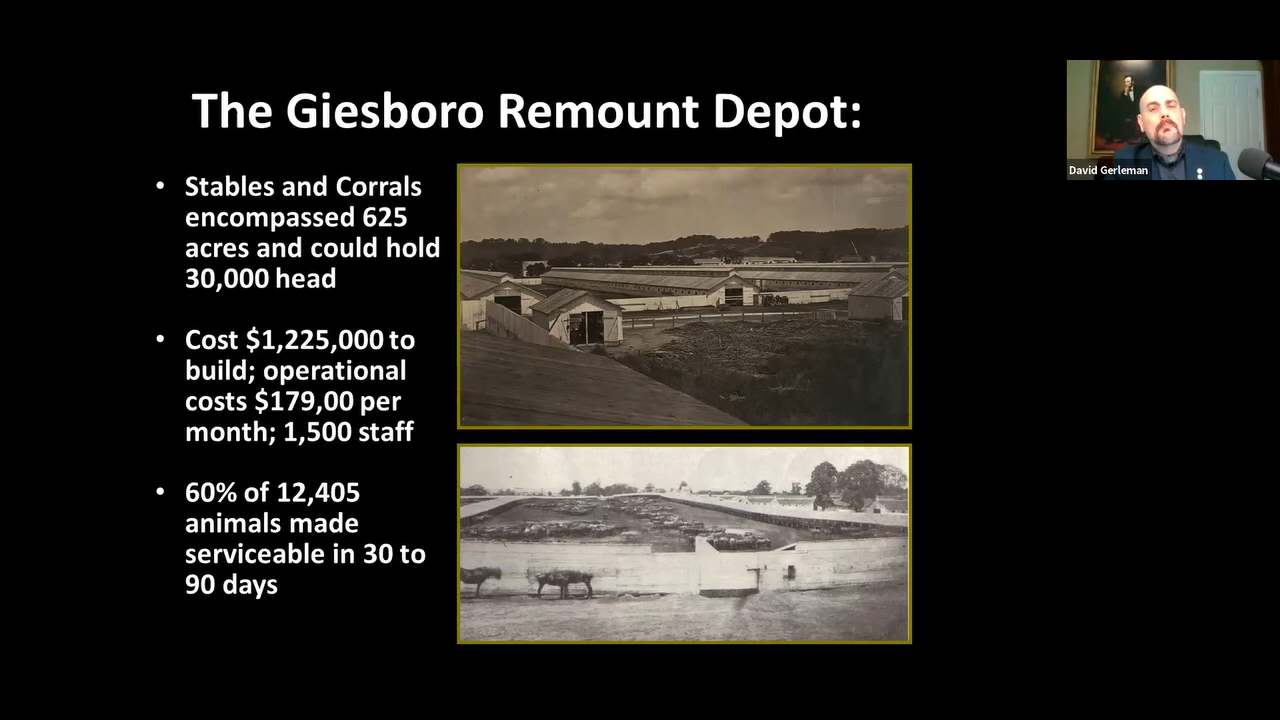 The Giesboro Remount Depot:
• Stables and Corrals
encompassed 625
acres and could hold
30,000 head
• Cost $1,225,000 to
build; operational
costs $179,00 per
month; 1,500 staff
• 60% of 12,405
animals made
serviceable in 30 to
90 days
David Gerleman